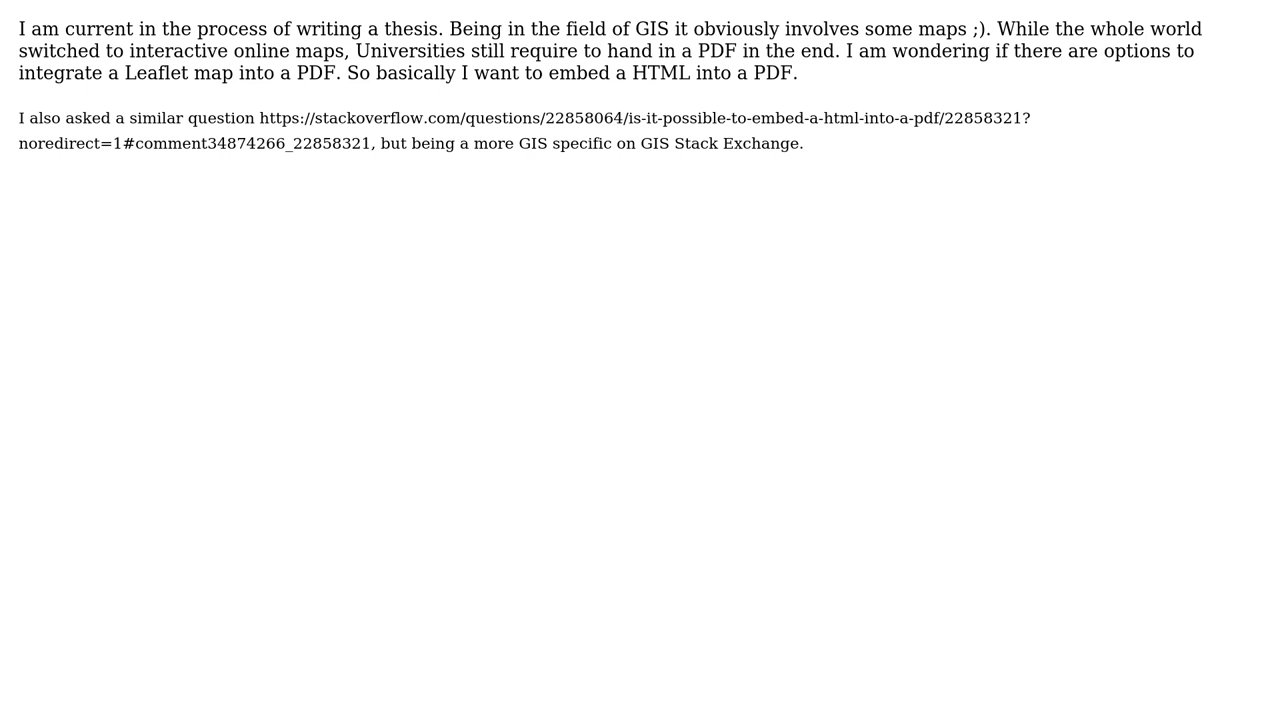 I am current in the process of writing a thesis. Being in the field of GIS it obviously involves some maps ;). While the whole world
switched to interactive online maps, Universities still require to hand in a PDF in the end. I am wondering if there are options to
integrate a Leaflet map into a PDF. So basically I want to embed a HTML into a PDF.
I also asked a similar question https://stackoverflow.com/questions/22858064/is-it-possible-to-embed-a-html-into-a-pdf/22858321?
noredirect=1#comment34874266_22858321, but being a more GIS specific on GIS Stack Exchange.